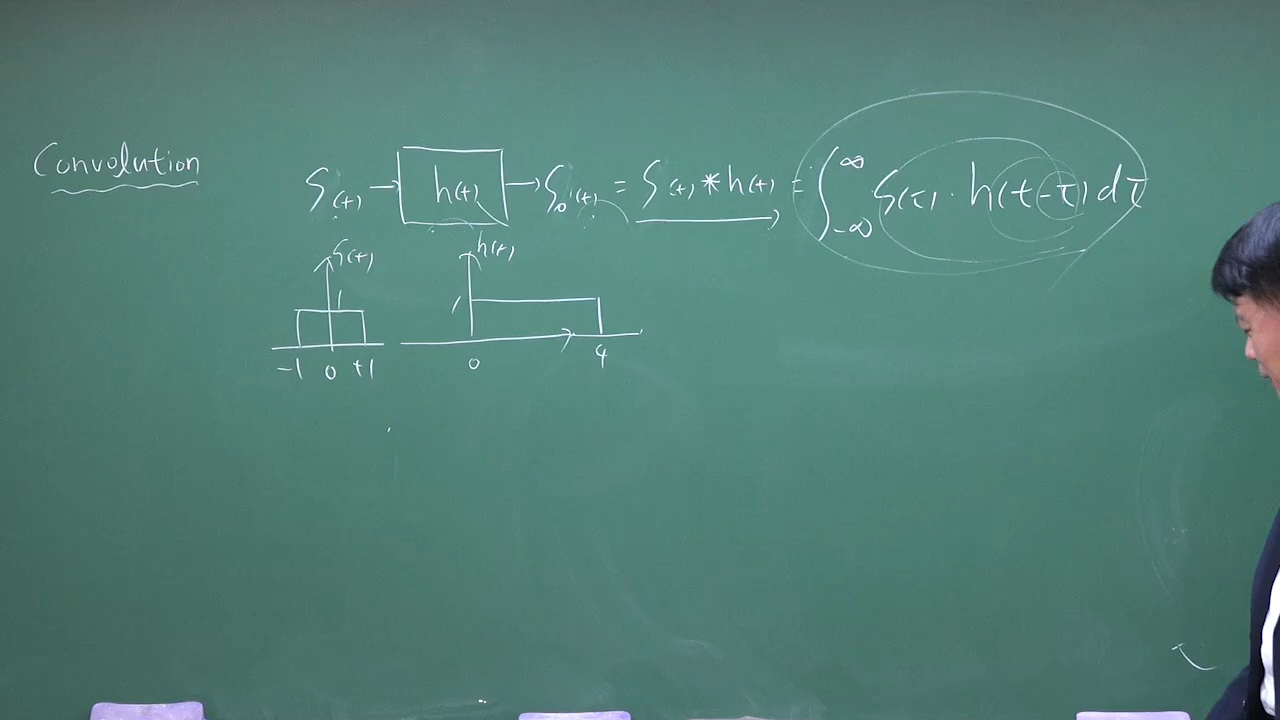 Convolution
S(t) → h(t) → S₀(t) = S(t) * h(t) = ∫_{-∞}^{∞} S(τ) · h(t-τ) dτ
S(t) h(t)
1 1
-1 0 +1 0 4